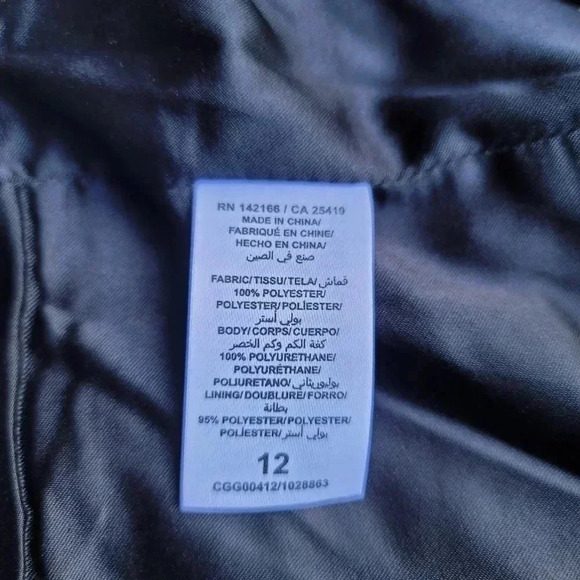 RN 142166 / CA 25419
MADE IN CHINA/
FABRIQUÉ EN CHINE/
HECHO EN CHINA/
صنع في الصين
FABRIC/TISSU/TELA/قماش
100% POLYESTER/
POLYESTER/POLÍESTER/
بولي أستر
BODY/CORPS/CUERPO/
كفة الكم وكم الخصر
100% POLYURETHANE/
POLYURÉTHANE/
POLIURETANO/بوليوريثاني
LINING/DOUBLURE/FORRO/
بطانة
95% POLYESTER/POLYESTER/
POLÍESTER/بولي أستر
12
CGG00412/1028863